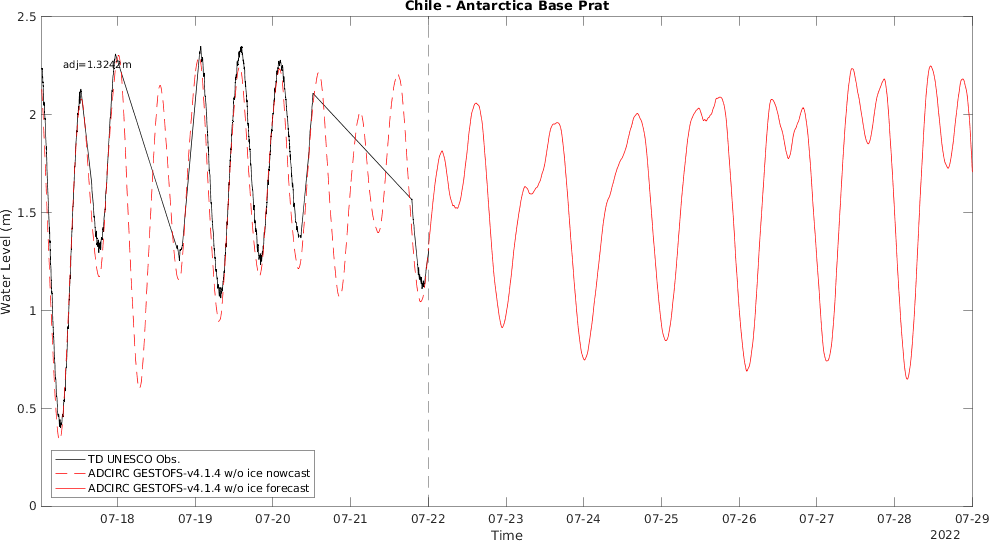 Chile - Antarctica Base Prat
2.5
adj=1.3242m
2
1.5
Water Level (m)
1
0.5
TD UNESCO Obs.
ADCIRC GESTOFS-v4.1.4 w/o ice nowcast
ADCIRC GESTOFS-v4.1.4 w/o ice forecast
0
07-18 07-19 07-20 07-21 07-22 07-23 07-24 07-25 07-26 07-27 07-28 07-29
Time
2022